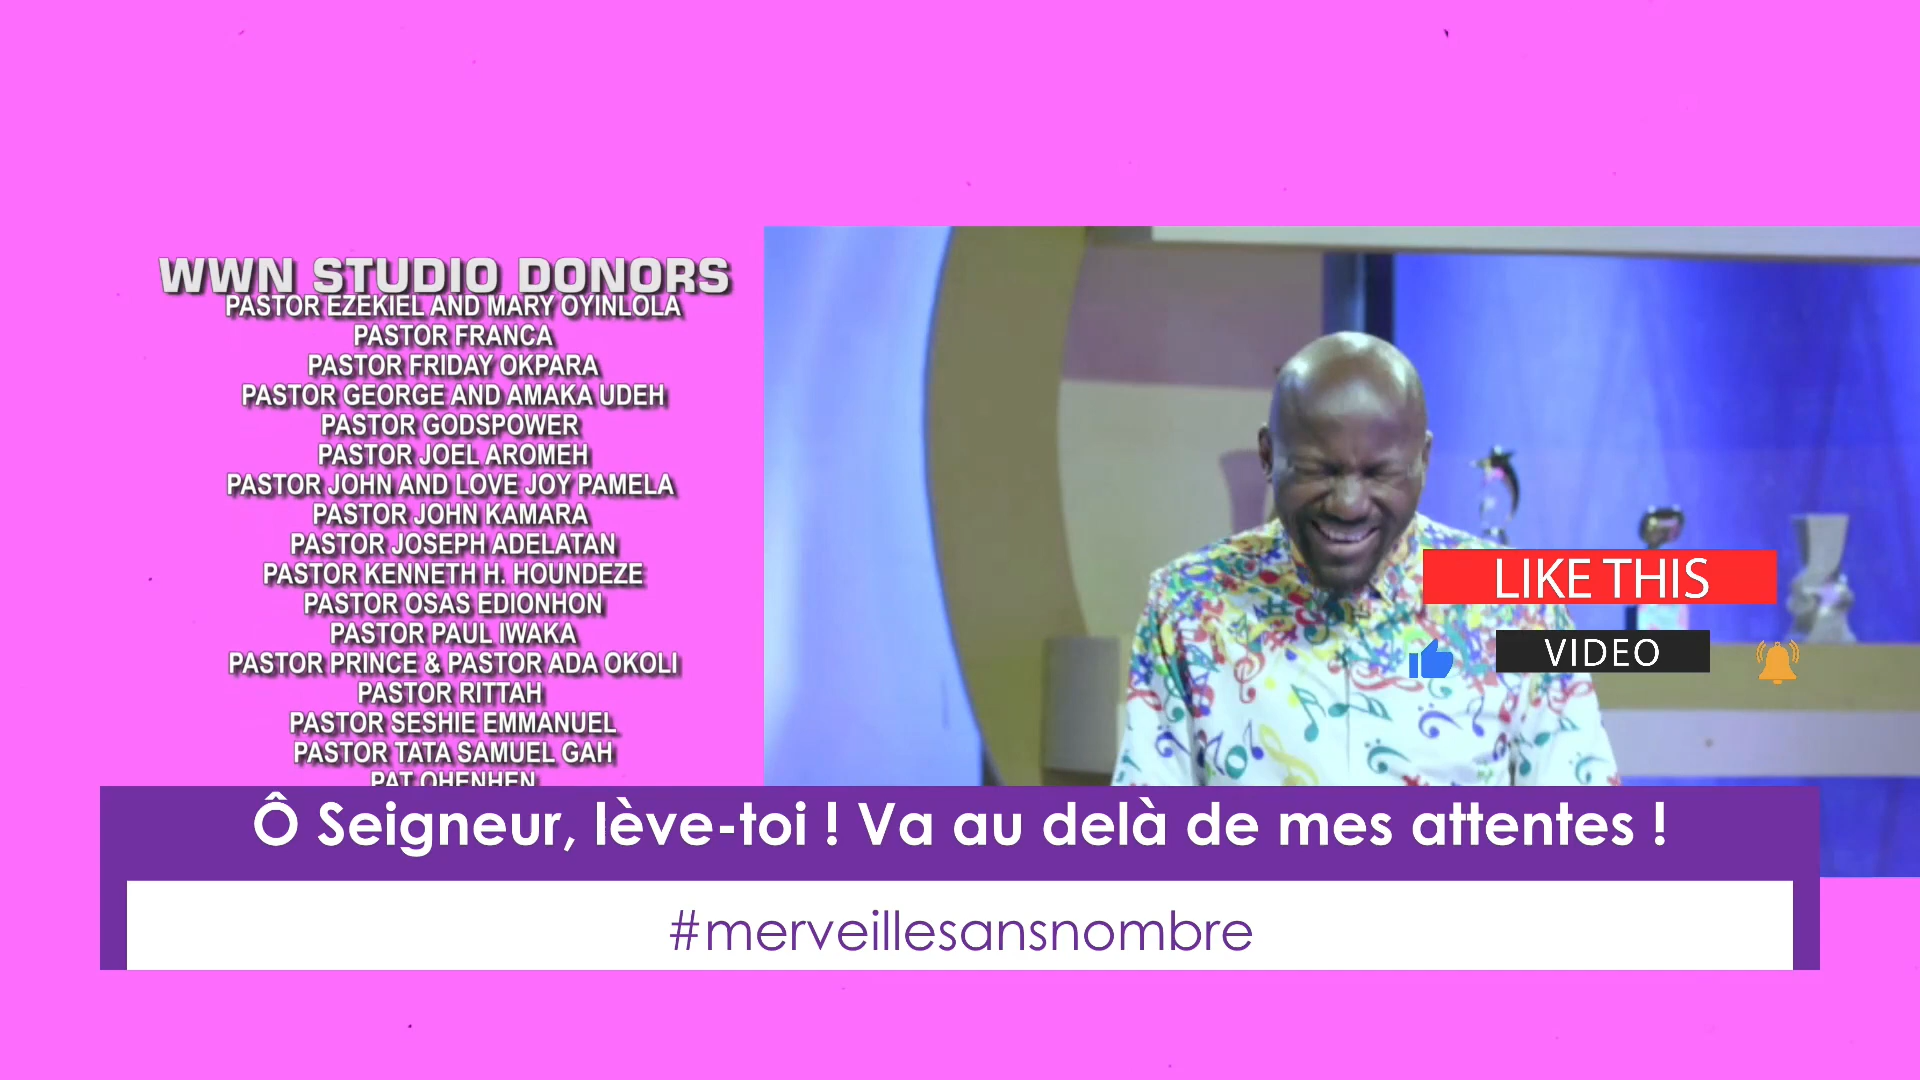 WWN STUDIO DONORS
PASTOR EZEKIEL AND MARY OYINLOLA
PASTOR FRANCA
PASTOR FRIDAY OKPARA
PASTOR GEORGE AND AMAKA UDEH
PASTOR GODSPOWER
PASTOR JOEL AROMEH
PASTOR JOHN AND LOVE JOY PAMELA
PASTOR JOHN KAMARA
PASTOR JOSEPH ADELATAN
PASTOR KENNETH H. HOUNDEZE
PASTOR OSAS EDIONHON
PASTOR PAUL IWAKA
PASTOR PRINCE & PASTOR ADA OKOLI
PASTOR RITTAH
PASTOR SESHIE EMMANUEL
PASTOR TATA SAMUEL GAH
PAT OHENHEN
LIKE THIS
VIDEO
Ô Seigneur, lève-toi ! Va au delà de mes attentes !
#merveillesansnombre